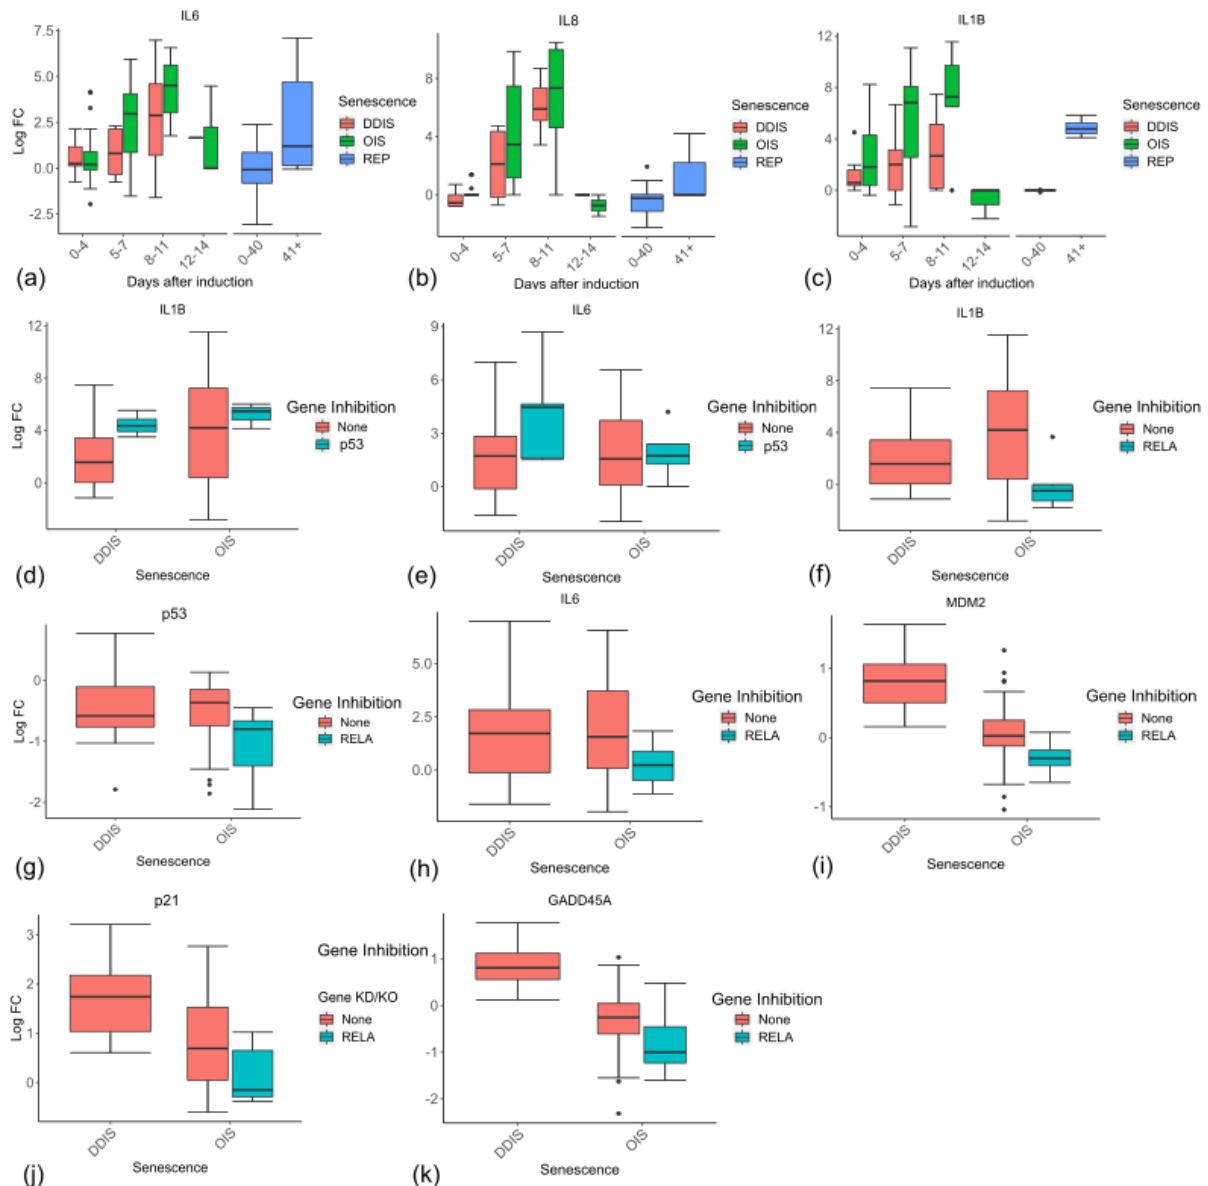 IL6
Log FC
7.5
5.0
2.5
0.0
-2.5
0-4
5-7
8-11
12-14
0-40
41+
Days after induction
Senescence
DDIS
OIS
REP
(a)
IL8
8
4
0
0-4
5-7
8-11
12-14
0-40
41+
Days after induction
Senescence
DDIS
OIS
REP
(b)
IL1B
12
8
4
0
0-4
5-7
8-11
12-14
0-40
41+
Days after induction
Senescence
DDIS
OIS
REP
(c)
IL1B
Log FC
12
8
4
0
DDIS
OIS
Senescence
Gene Inhibition
None
p53
(d)
IL6
9
6
3
0
DDIS
OIS
Senescence
Gene Inhibition
None
p53
(e)
IL1B
12
8
4
0
DDIS
OIS
Senescence
Gene Inhibition
None
RELA
(f)
p53
Log FC
0
-1
-2
DDIS
OIS
Senescence
Gene Inhibition
None
RELA
(g)
IL6
5.0
2.5
0.0
DDIS
OIS
Senescence
Gene Inhibition
None
RELA
(h)
MDM2
1
0
-1
DDIS
OIS
Senescence
Gene Inhibition
None
RELA
(i)
p21
Log FC
3
2
1
0
DDIS
OIS
Senescence
Gene Inhibition
Gene KD/KO
None
RELA
(j)
GADD45A
1
0
-1
-2
DDIS
OIS
Senescence
Gene Inhibition
None
RELA
(k)